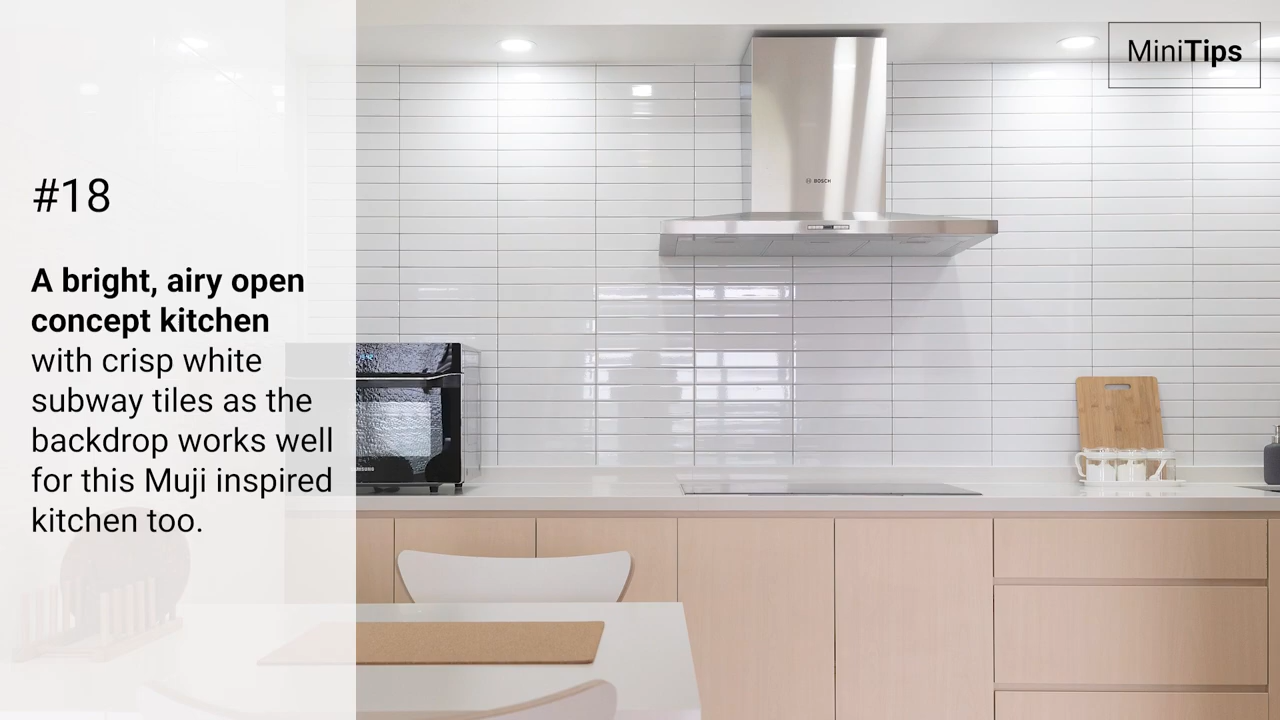 MiniTips
#18
A bright, airy open
concept kitchen
with crisp white
subway tiles as the
backdrop works well
for this Muji inspired
kitchen too.
BOSCH
SAMSUNG